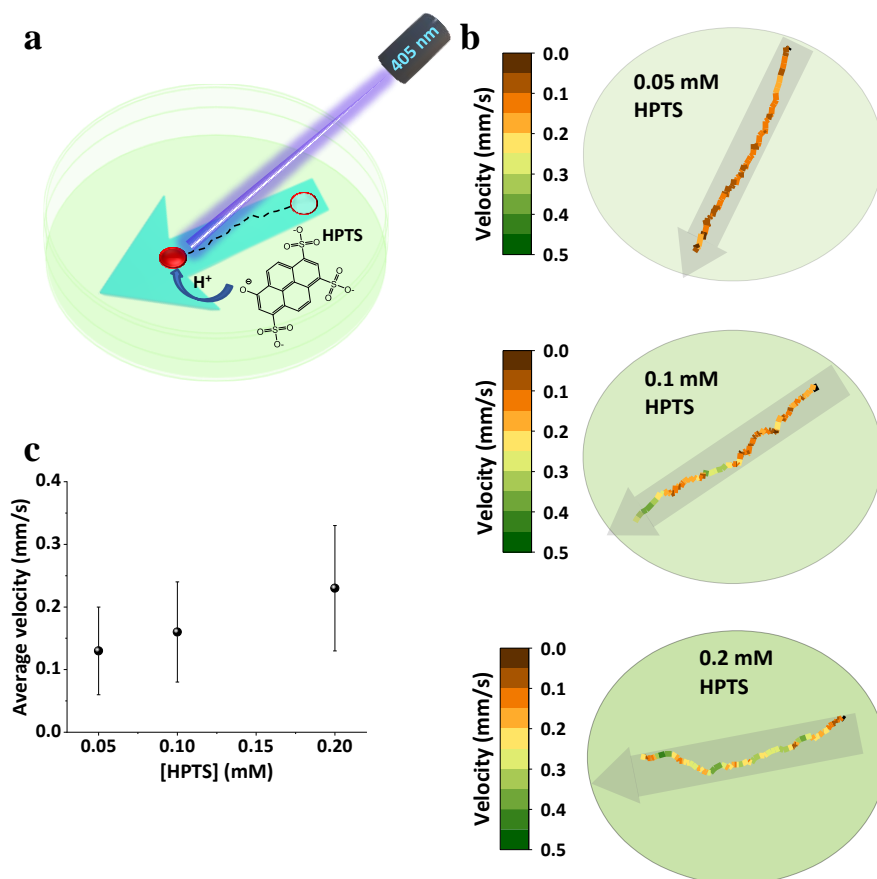 a
405 nm
HPTS
-O
O
S
O
O
S
O
O-
H+
⊖
O
O
S
O
O-
O
S
O
O-
b
Velocity (mm/s)
0.0
0.1
0.2
0.3
0.4
0.5
0.05 mM
HPTS
Velocity (mm/s)
0.0
0.1
0.2
0.3
0.4
0.5
0.1 mM
HPTS
Velocity (mm/s)
0.0
0.1
0.2
0.3
0.4
0.5
0.2 mM
HPTS
c
Average velocity (mm/s)
0.4
0.3
0.2
0.1
0.0
0.05
0.10
0.15
0.20
[HPTS] (mM)